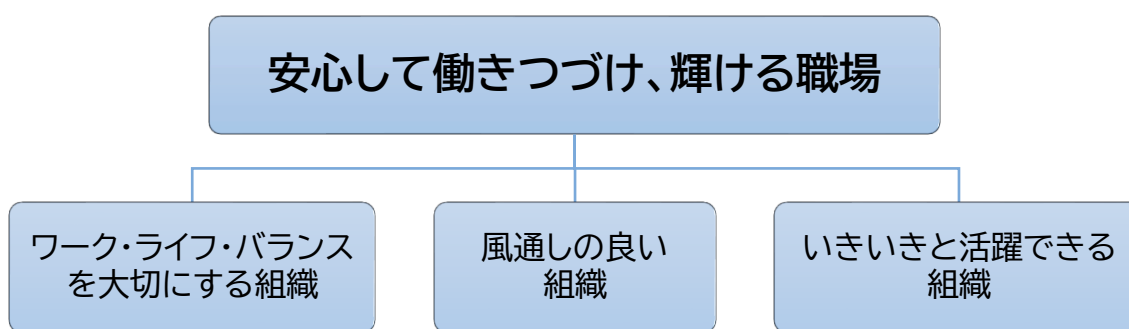 安心して働きつづけ、輝ける職場
ワーク・ライフ・バランス
を大切にする組織
風通しの良い
組織
いきいきと活躍できる
組織